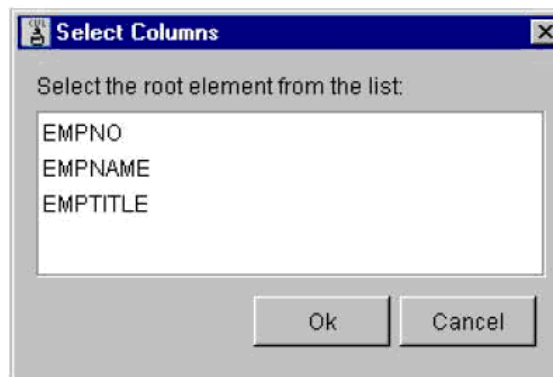 Select Columns
Select the root element from the list:
EMPNO
EMPNAME
EMPTITLE
Ok Cancel